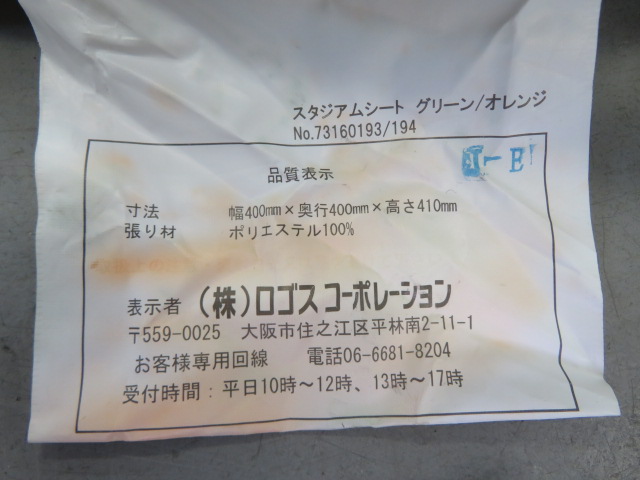 スタジアムシート グリーン/オレンジ
No.73160193/194
品質表示
寸法 幅400mm×奥行400mm×高さ410mm
張り材 ポリエステル100%
表示者 (株)ロゴス コーポレーション
〒559-0025 大阪市住之江区平林南2-11-1
お客様専用回線 電話06-6681-8204
受付時間:平日10時～12時、13時～17時